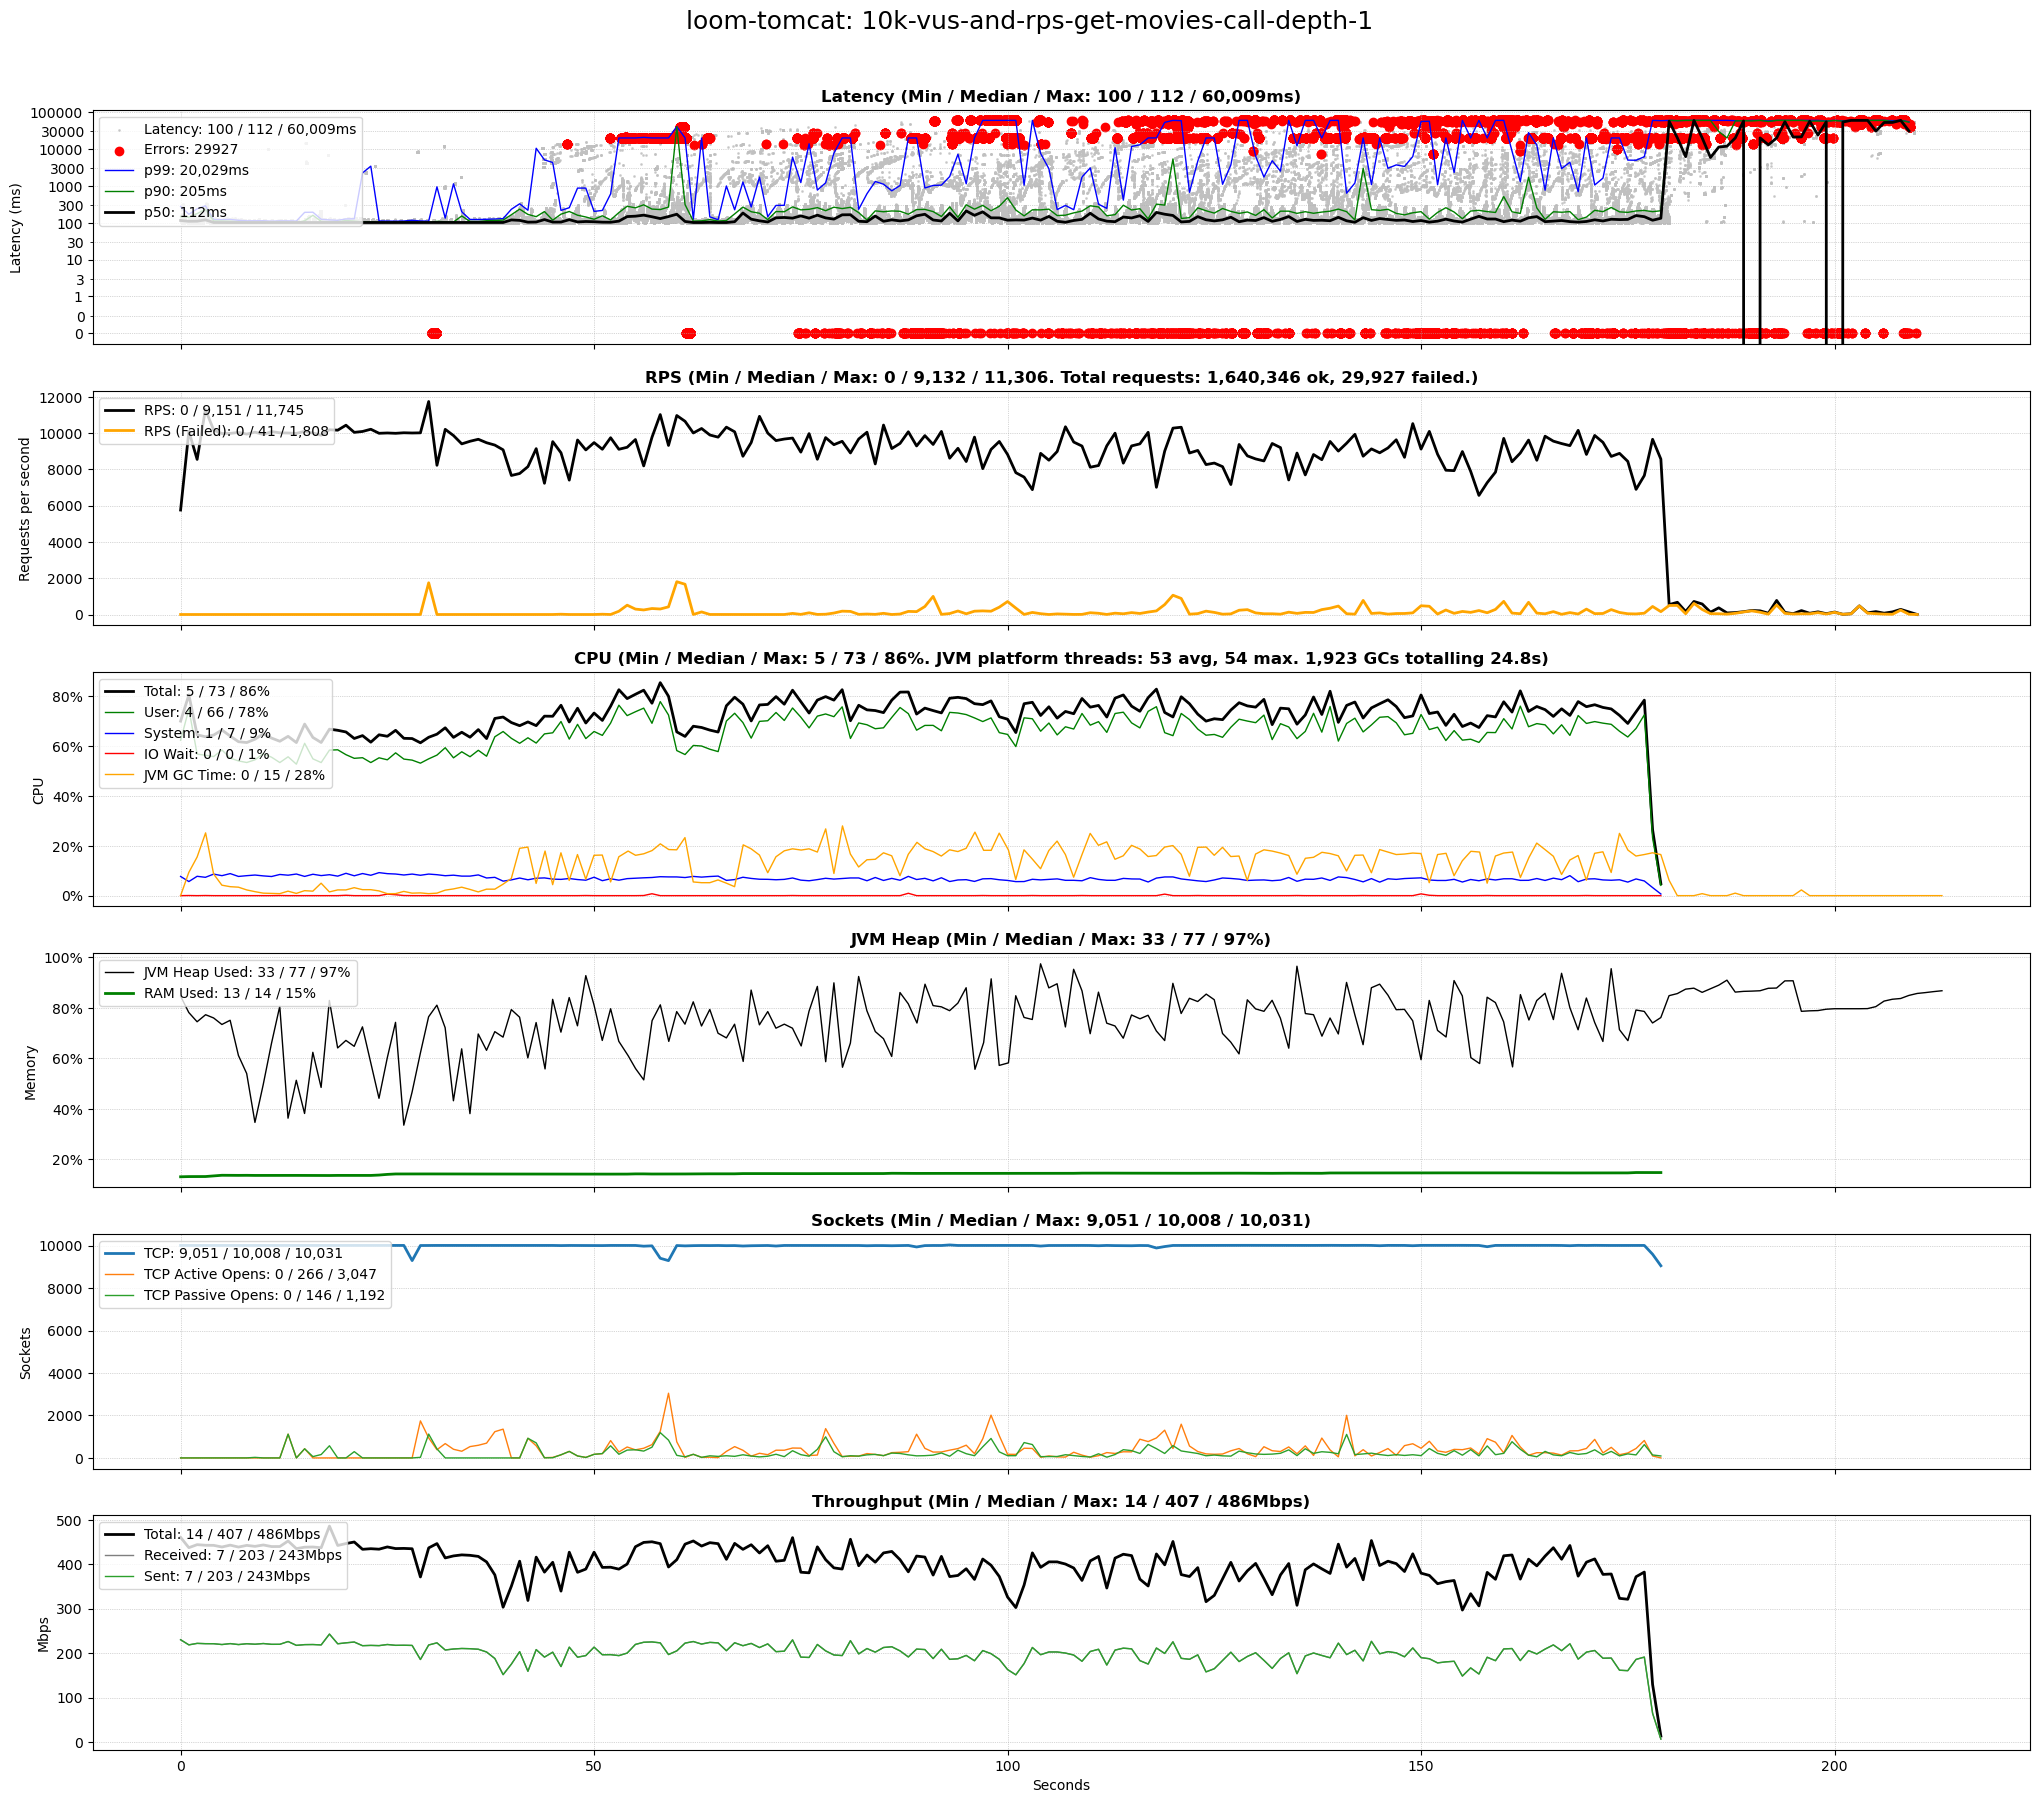 loom-tomcat: 10k-vus-and-rps-get-movies-call-depth-1
Latency (Min / Median / Max: 100 / 112 / 60,009ms)
Latency (ms)
100000
30000
10000
3000
1000
300
100
30
10
3
1
0
0
Latency: 100 / 112 / 60,009ms
Errors: 29927
p99: 20,029ms
p90: 205ms
p50: 112ms
RPS (Min / Median / Max: 0 / 9,132 / 11,306. Total requests: 1,640,346 ok, 29,927 failed.)
Requests per second
12000
10000
8000
6000
4000
2000
0
RPS: 0 / 9,151 / 11,745
RPS (Failed): 0 / 41 / 1,808
CPU (Min / Median / Max: 5 / 73 / 86%. JVM platform threads: 53 avg, 54 max. 1,923 GCs totalling 24.8s)
CPU
80%
60%
40%
20%
0%
Total: 5 / 73 / 86%
User: 4 / 66 / 78%
System: 1 / 7 / 9%
IO Wait: 0 / 0 / 1%
JVM GC Time: 0 / 15 / 28%
JVM Heap (Min / Median / Max: 33 / 77 / 97%)
Memory
100%
80%
60%
40%
20%
JVM Heap Used: 33 / 77 / 97%
RAM Used: 13 / 14 / 15%
Sockets (Min / Median / Max: 9,051 / 10,008 / 10,031)
Sockets
10000
8000
6000
4000
2000
0
TCP: 9,051 / 10,008 / 10,031
TCP Active Opens: 0 / 266 / 3,047
TCP Passive Opens: 0 / 146 / 1,192
Throughput (Min / Median / Max: 14 / 407 / 486Mbps)
Mbps
500
400
300
200
100
0
Total: 14 / 407 / 486Mbps
Received: 7 / 203 / 243Mbps
Sent: 7 / 203 / 243Mbps
0 50 100 150 200
Seconds